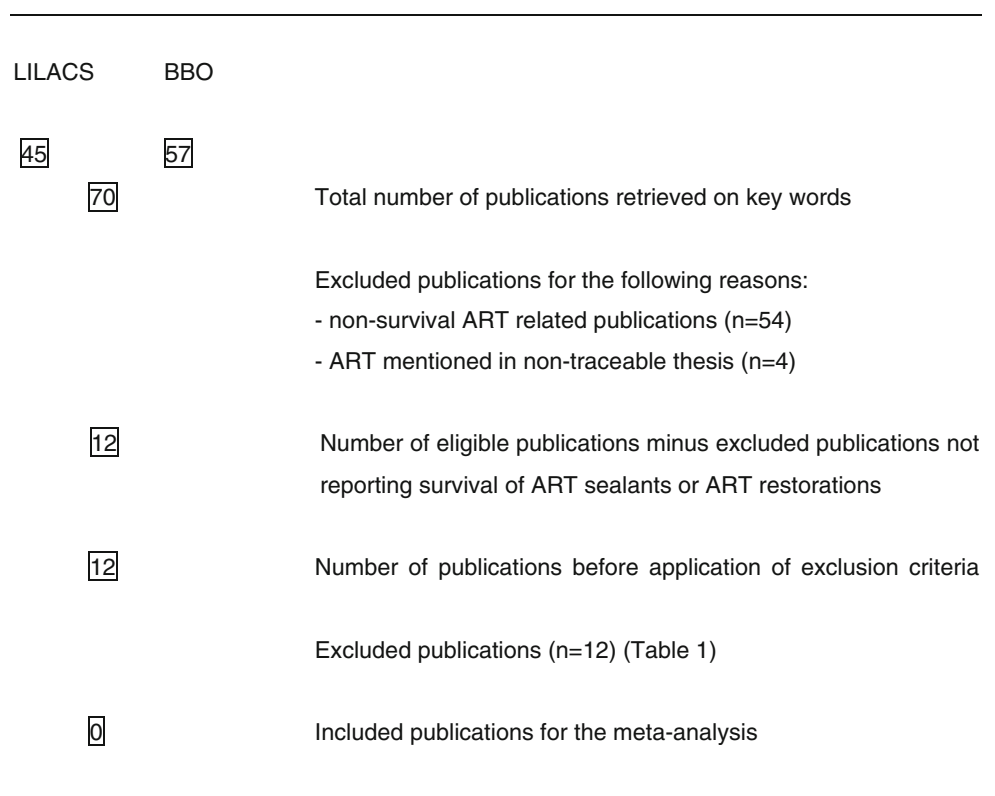 LILACS BBO
45 57
70 Total number of publications retrieved on key words
Excluded publications for the following reasons:
- non-survival ART related publications (n=54)
- ART mentioned in non-traceable thesis (n=4)
12 Number of eligible publications minus excluded publications not
reporting survival of ART sealants or ART restorations
12 Number of publications before application of exclusion criteria
Excluded publications (n=12) (Table 1)
0 Included publications for the meta-analysis